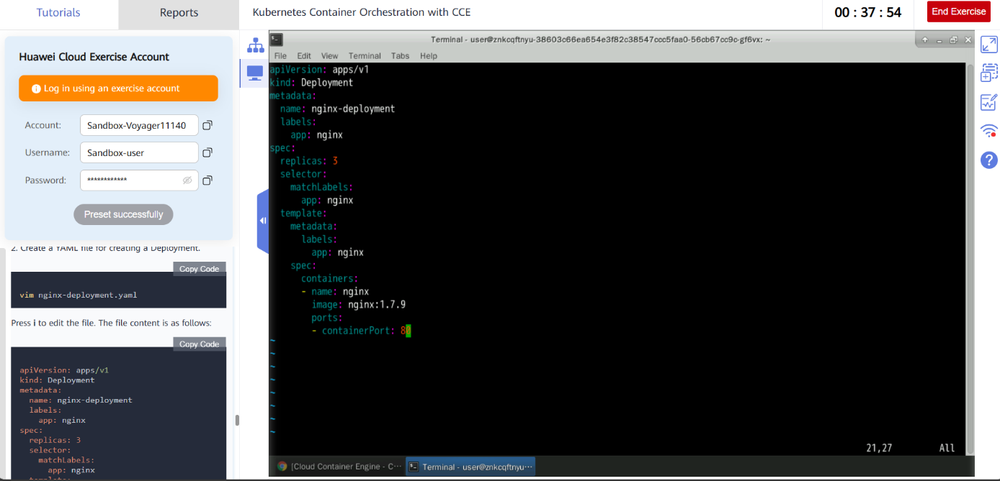 Tutorials
Reports
Kubernetes Container Orchestration with CCE
00 : 37 : 54
End Exercise
Huawei Cloud Exercise Account
Log in using an exercise account
Account: Sandbox-Voyager11140
Username: Sandbox-user
Password: ************
Preset successfully
2. Create a YAML file for creating a Deployment.
Copy Code
vim nginx-deployment.yaml
Press i to edit the file. The file content is as follows:
Copy Code
apiVersion: apps/v1
kind: Deployment
metadata:
  name: nginx-deployment
  labels:
    app: nginx
spec:
  replicas: 3
  selector:
    matchLabels:
      app: nginx
    template:
Terminal - user@znkcqftnyu-38603c66ea654e3f82c38547ccc5faa0-56cb67cc9c-gf6vx: ~
File Edit View Terminal Tabs Help
apiVersion: apps/v1
kind: Deployment
metadata:
  name: nginx-deployment
  labels:
    app: nginx
spec:
  replicas: 3
  selector:
    matchLabels:
      app: nginx
  template:
    metadata:
      labels:
        app: nginx
    spec:
      containers:
      - name: nginx
        image: nginx:1.7.9
        ports:
        - containerPort: 80
~
~
~
~
~
~
~
~
21,27 All
[Cloud Container Engine - C···
Terminal - user@znkcqftnyu···